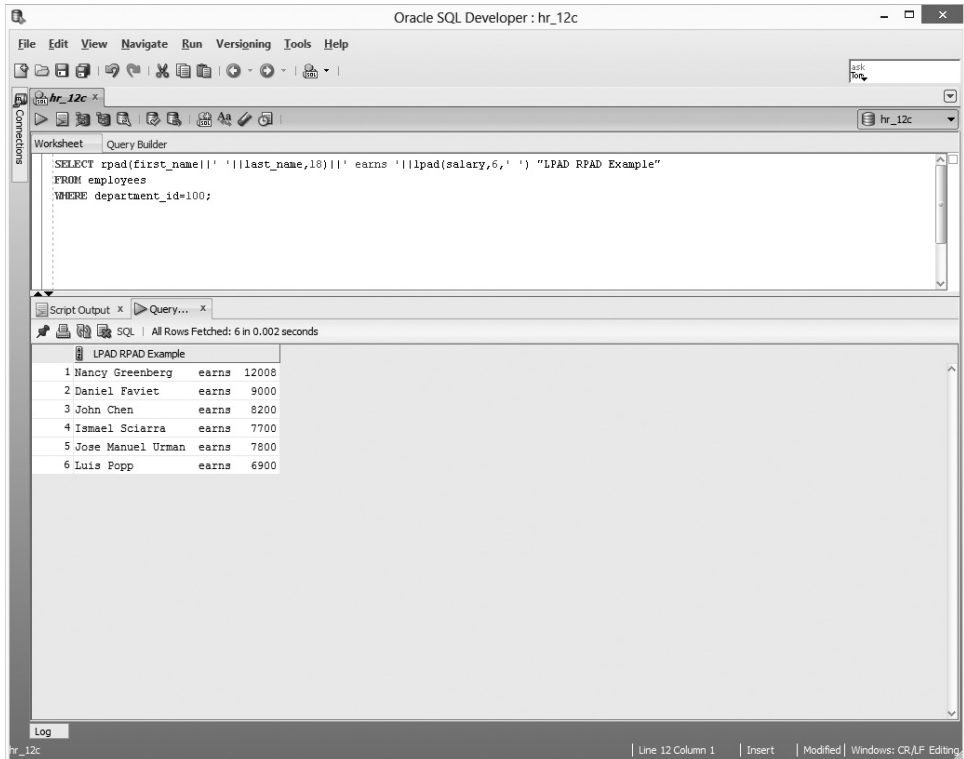 Oracle SQL Developer : hr_12c
File Edit View Navigate Run Versioning Tools Help
ask
Tom
Connections
hr_12c x
hr_12c
Worksheet Query Builder
SELECT rpad(first_name||' '||last_name,18)||' earns '||lpad(salary,6,' ') "LPAD RPAD Example"
FROM employees
WHERE department_id=100;
Script Output x Query... x
SQL | All Rows Fetched: 6 in 0.002 seconds
LPAD RPAD Example
1 Nancy Greenberg earns 12008
2 Daniel Faviet earns 9000
3 John Chen earns 8200
4 Ismael Sciarra earns 7700
5 Jose Manuel Urman earns 7800
6 Luis Popp earns 6900
Log
hr_12c Line 12 Column 1 | Insert | Modified | Windows: CR/LF Editing